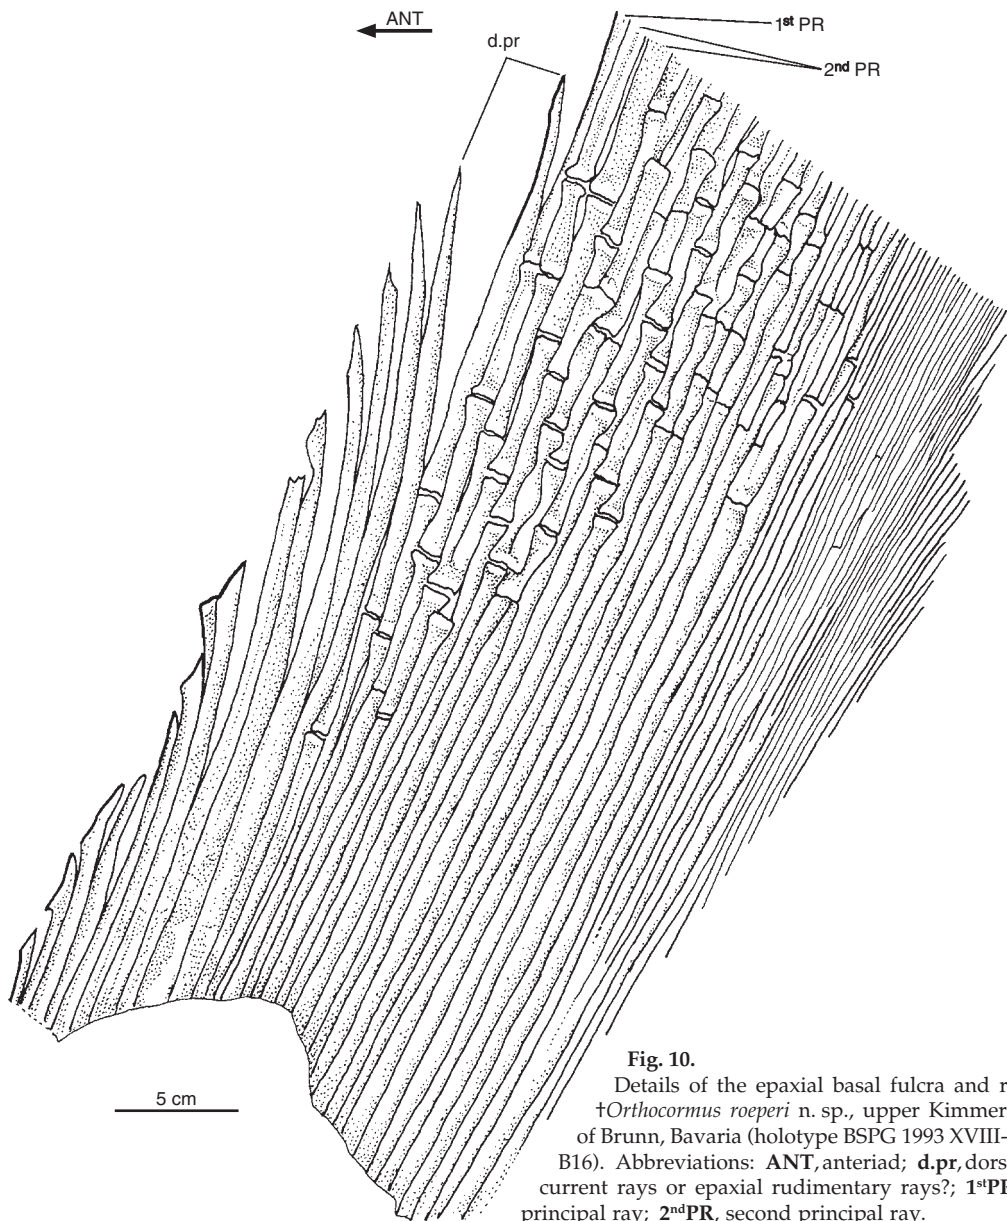 ANT
d.pr
1st PR
2nd PR
5 cm
Fig. 10.
Details of the epaxial basal fulcra and r
†Orthocormus roeperi n. sp., upper Kimmer
of Brunn, Bavaria (holotype BSPG 1993 XVIII-
B16). Abbreviations: ANT, anteriad; d.pr, dors
current rays or epaxial rudimentary rays?; 1stPR
principal ray; 2ndPR, second principal ray.